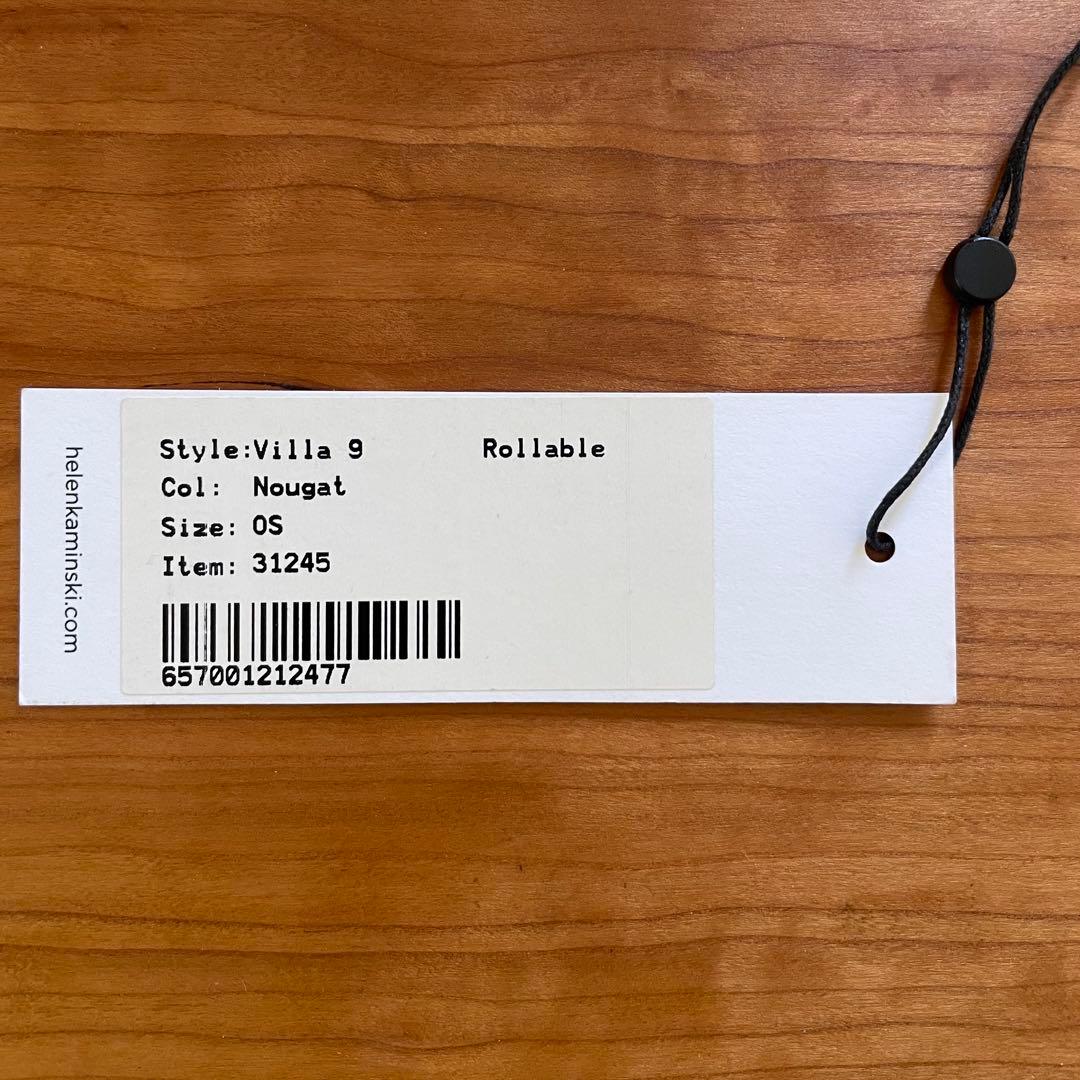 helenkaminski.com
Style:Villa 9 Rollable
Col: Nougat
Size: OS
Item: 31245
657001212477